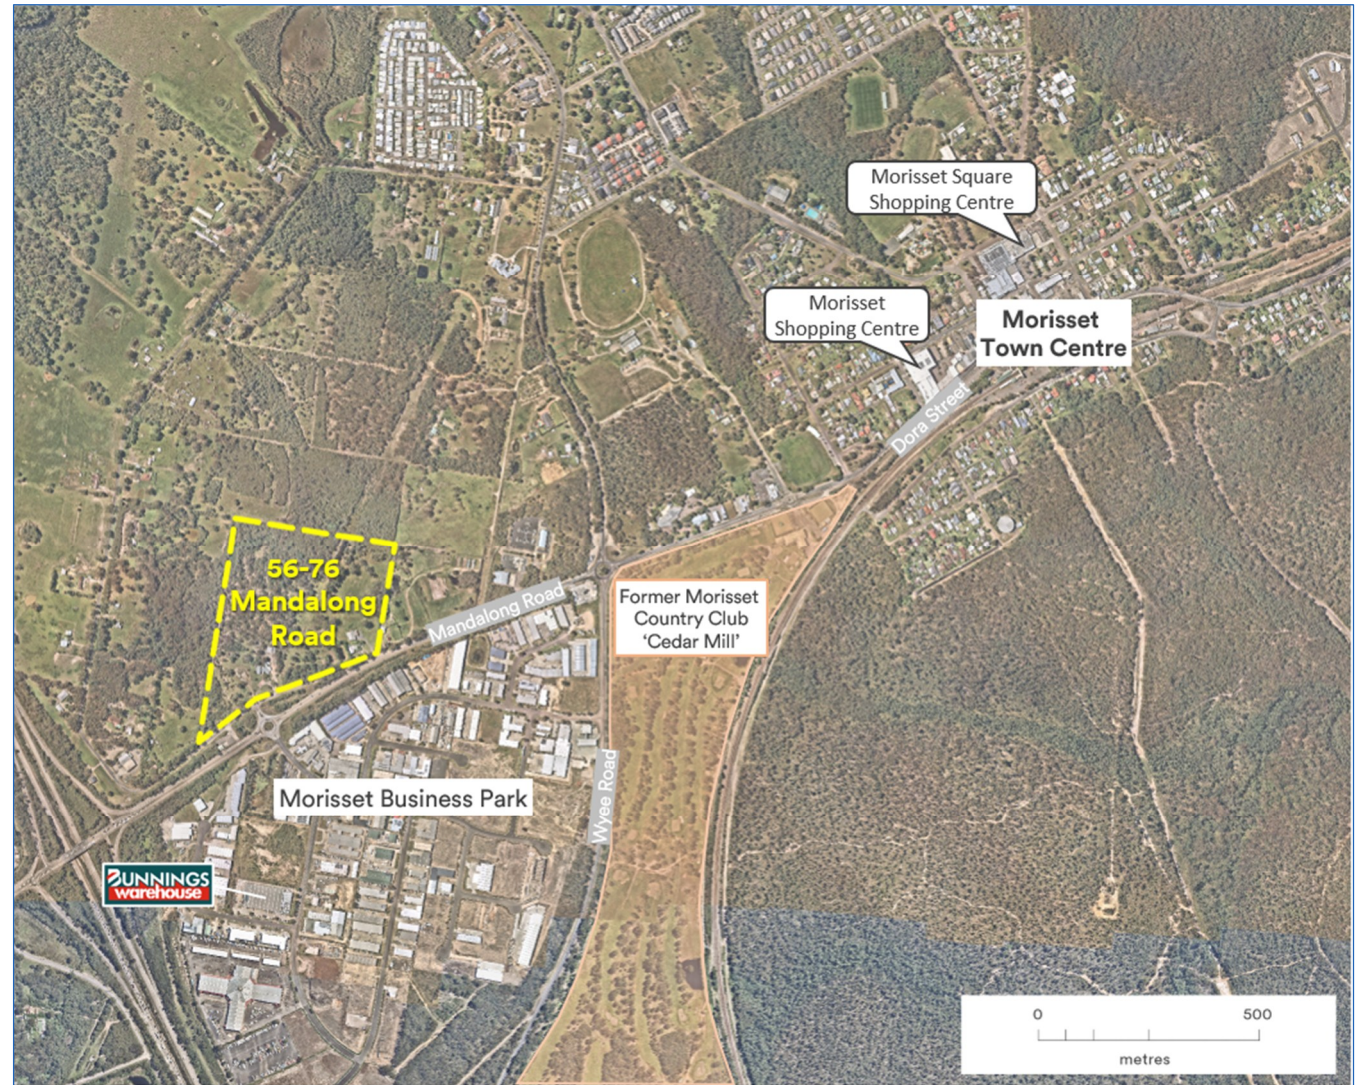 Morisset Square
Shopping Centre
Morisset
Shopping Centre
Morisset
Town Centre
Dora Street
56-76
Mandalong
Road
Mandalong Road
Former Morisset
Country Club
‘Cedar Mill’
Wyee Road
Morisset Business Park
BUNNINGS
warehouse
0 500
metres